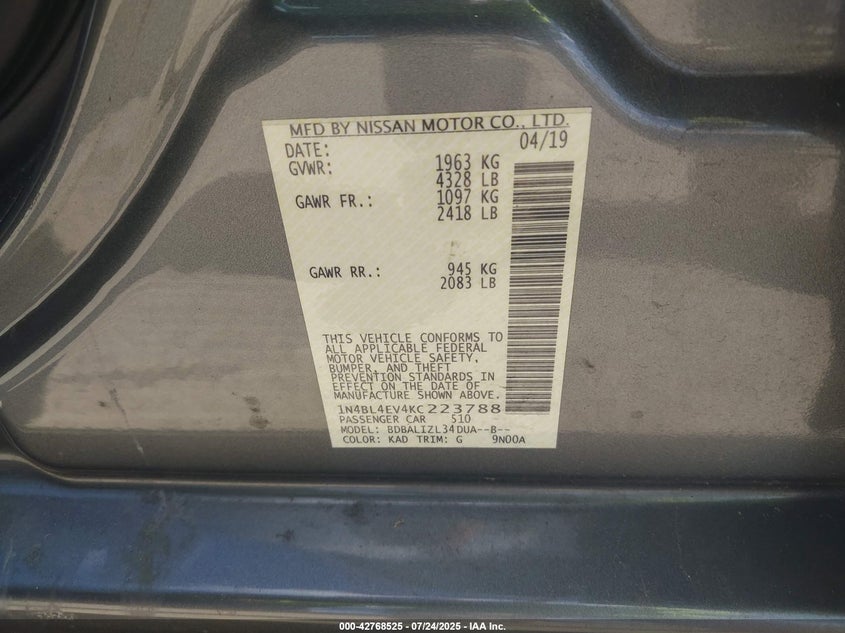 MFD BY NISSAN MOTOR CO., LTD.
DATE: 04/19
GVWR: 1963 KG
4328 LB
GAWR FR.: 1097 KG
2418 LB
GAWR RR.: 945 KG
2083 LB
THIS VEHICLE CONFORMS TO
ALL APPLICABLE FEDERAL
MOTOR VEHICLE SAFETY,
BUMPER, AND THEFT
PREVENTION STANDARDS IN
EFFECT ON THE DATE OF
MANUFACTURE SHOWN ABOVE.
1N4BL4EV4KC223788
PASSENGER CAR 510
MODEL: BDBALIZL34DUA--B--
COLOR: KAD TRIM: G 9N00A
000-42768525 - 07/24/2025 - IAA Inc.